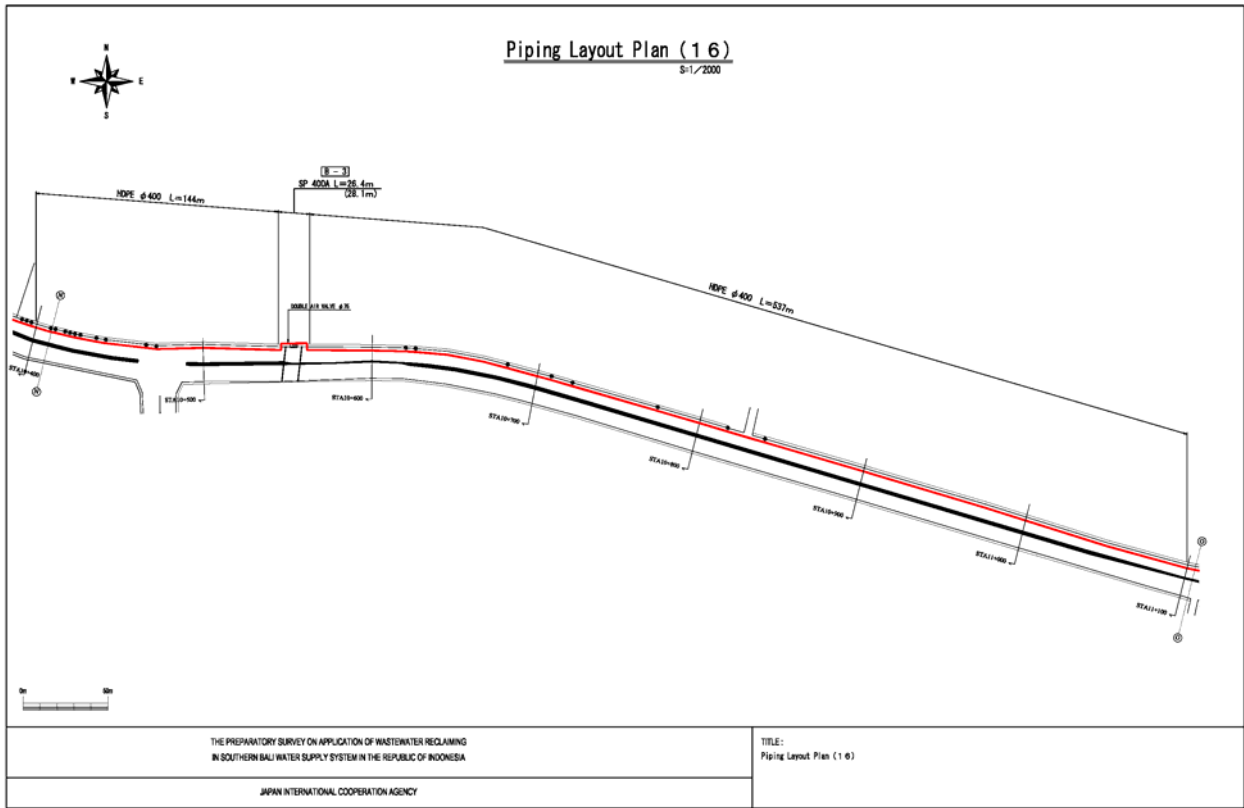 Piping Layout Plan (16)
S=1/2000
N
W E
S
B - 3
SP 400A L=26.4m
(28.1m)
HDPE φ400 L=144m
HDPE φ400 L=537m
DOUBLE AIR VALVE φ75
STA10+400
STA10+500
STA10+600
STA10+700
STA10+800
STA10+900
STA11+000
STA11+100
0m 50m
THE PREPARATORY SURVEY ON APPLICATION OF WASTEWATER RECLAIMING
IN SOUTHERN BALI WATER SUPPLY SYSTEM IN THE REPUBLIC OF INDONESIA
JAPAN INTERNATIONAL COOPERATION AGENCY
TITLE:
Piping Layout Plan (16)